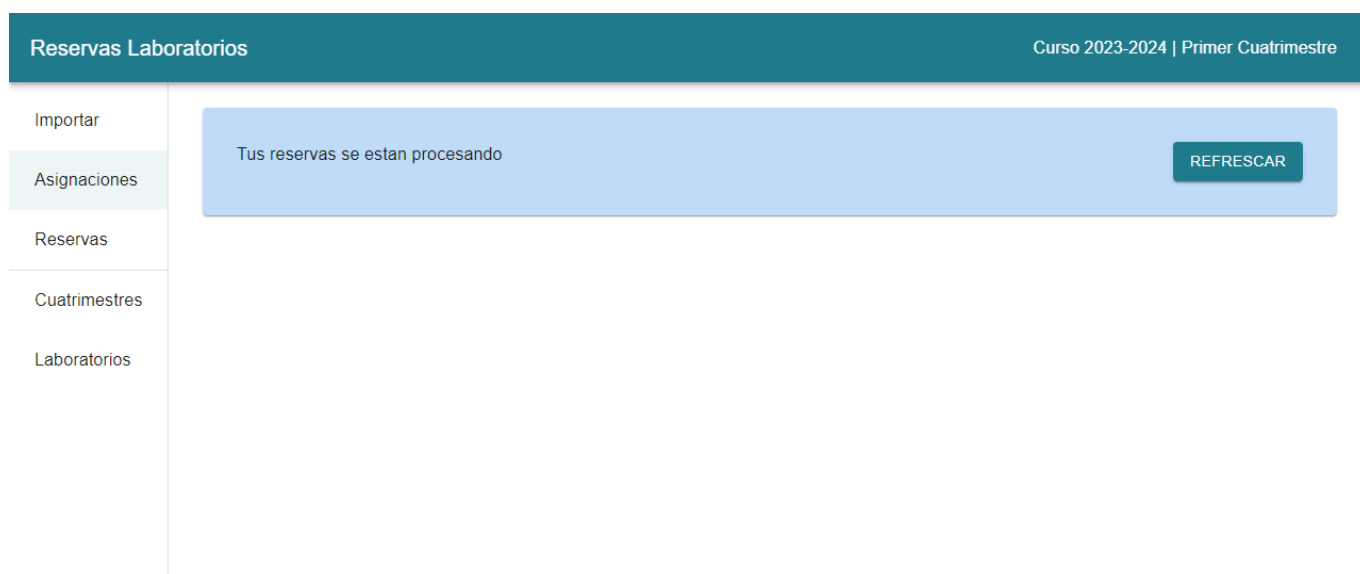 Reservas Laboratorios
Curso 2023-2024 | Primer Cuatrimestre
Importar
Asignaciones
Reservas
Cuatrimestres
Laboratorios
Tus reservas se estan procesando
REFRESCAR